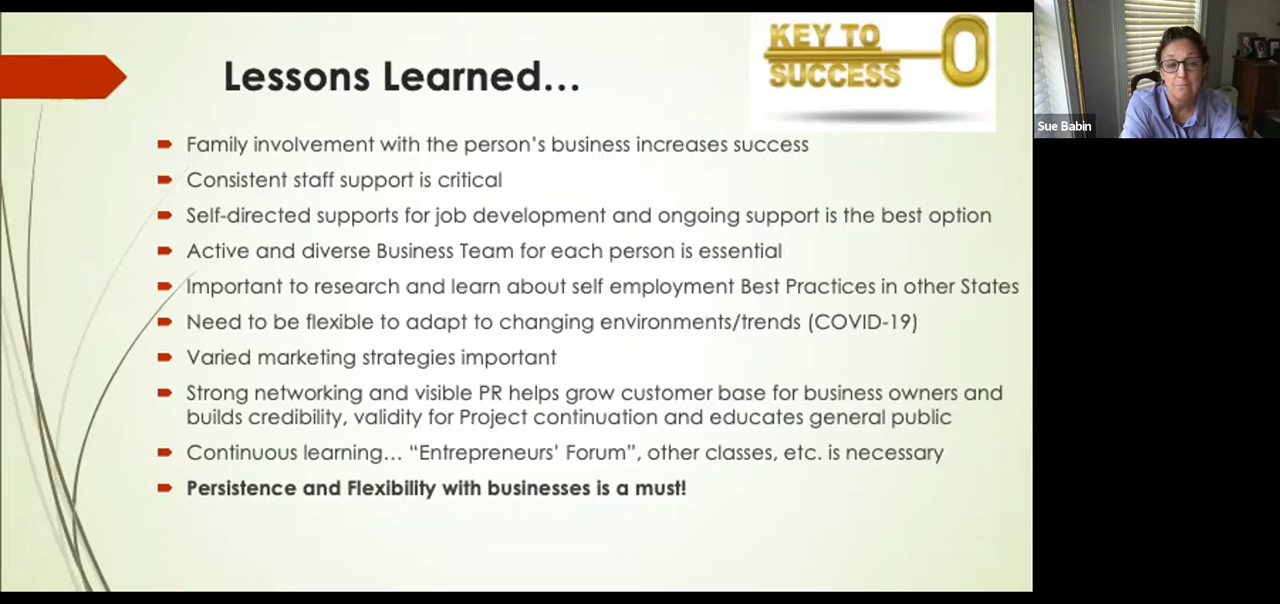 KEY TO
SUCCESS
Lessons Learned...
Family involvement with the person's business increases success
Consistent staff support is critical
Self-directed supports for job development and ongoing support is the best option
Active and diverse Business Team for each person is essential
Important to research and learn about self employment Best Practices in other States
Need to be flexible to adapt to changing environments/trends (COVID-19)
Varied marketing strategies important
Strong networking and visible PR helps grow customer base for business owners and
builds credibility, validity for Project continuation and educates general public
Continuous learning... “Entrepreneurs' Forum”, other classes, etc. is necessary
Persistence and Flexibility with businesses is a must!
Sue Babin